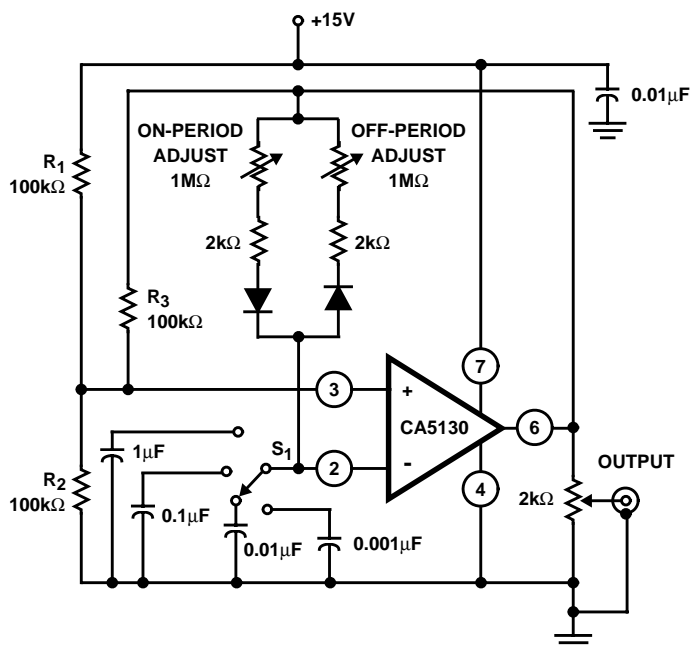 +15V
0.01μF
ON-PERIOD
ADJUST
1MΩ
OFF-PERIOD
ADJUST
1MΩ
R1
100kΩ
2kΩ
2kΩ
R3
100kΩ
7
3
+
CA5130
6
S1
2
-
4
1μF
R2
100kΩ
0.1μF
0.01μF
0.001μF
2kΩ
OUTPUT